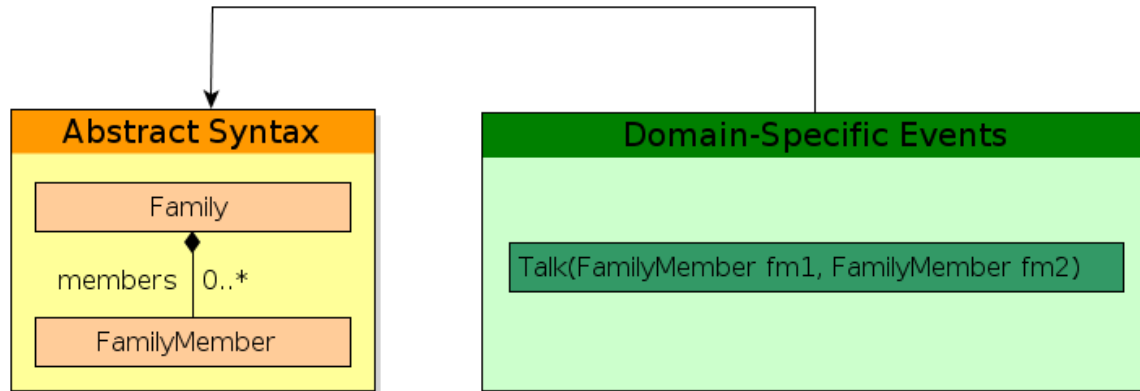 Abstract Syntax
Family
members 0..*
FamilyMember
Domain-Specific Events
Talk(FamilyMember fm1, FamilyMember fm2)